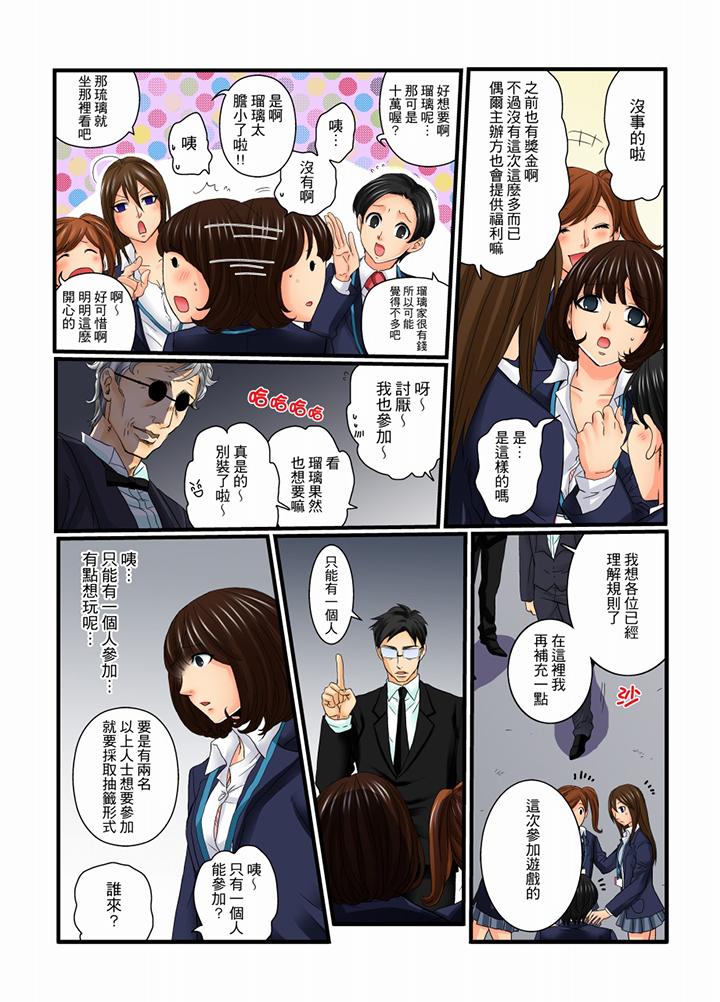 沒事的啦
之前也有獎金啊
不過沒有這次這麼多而已
偶爾主辦方也會提供福利嘛
是…
是這樣的嗎
好想要啊
瑠璃呢…
那可是
十萬喔？
咦…
沒有啊
是啊
瑠璃太
膽小了啦!!
咦
那琉璃就
坐那裡看吧
瑠璃家很有錢
所以可能
覺得不多吧
啊～
好可惜啊
明明這麼
開心的
呀～
討厭～
我也參加～
哈哈哈哈
看
瑠璃果然
也想要嘛
真是的～
別裝了啦～
我想各位已經
理解規則了
在這裡我
再補充一點
沙
這次參加遊戲的
只能有一個人
咦…
只能有一個人參加…
有點想玩呢…
咦～
只有一個人
能參加？
要是有兩名
以上人士想要參加
就要採取抽籤形式
誰來？